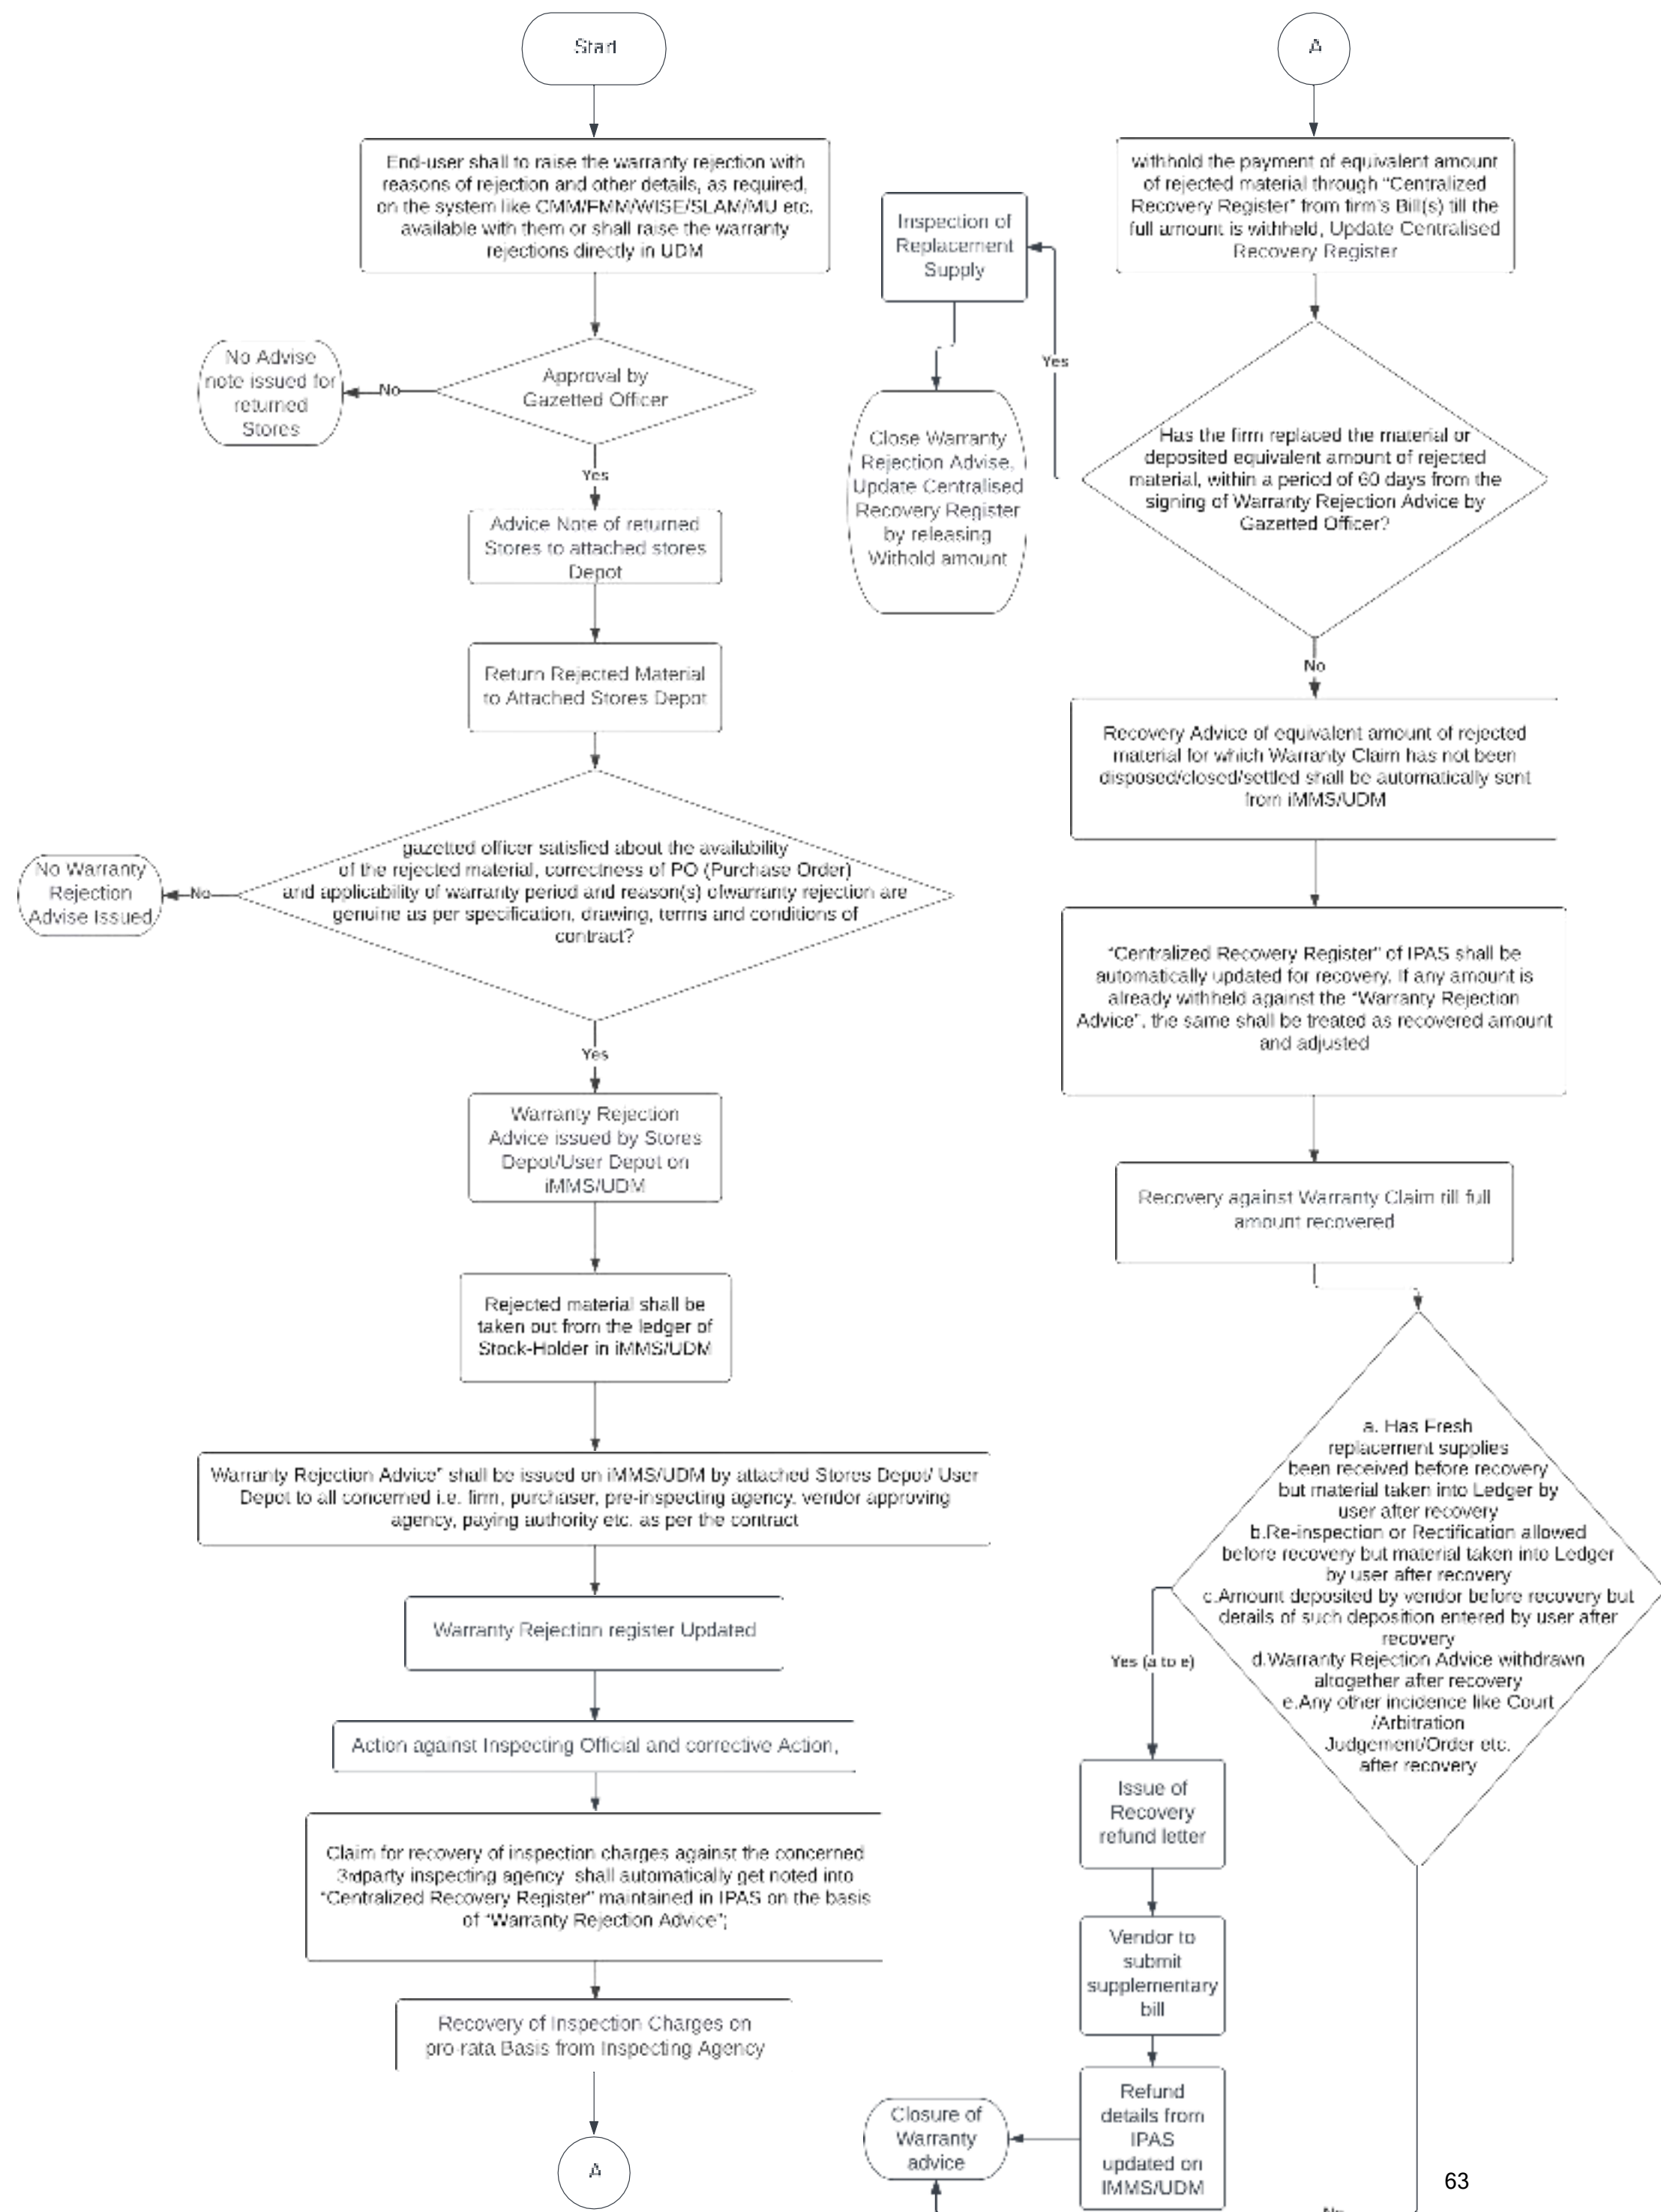 Start
End-user shall to raise the warranty rejection with
reasons of rejection and other details, as required,
on the system like CMM/FMM/WISE/SLAM/MU etc.
available with them or shall raise the warranty
rejections directly in UDM
Approval by
Gazetted Officer
No
No Advise
note issued for
returned
Stores
Yes
Advice Note of returned
Stores to attached stores
Depot
Return Rejected Material
to Attached Stores Depot
gazetted officer satisfied about the availability
of the rejected material, correctness of PO (Purchase Order)
and applicability of warranty period and reason(s) ofwarranty rejection are
genuine as per specification, drawing, terms and conditions of
contract?
No
No Warranty
Rejection
Advise Issued
Yes
Warranty Rejection
Advice issued by Stores
Depot/User Depot on
iMMS/UDM
Rejected material shall be
taken out from the ledger of
Stock-Holder in iMMS/UDM
Warranty Rejection Advice" shall be issued on iMMS/UDM by attached Stores Depot/ User
Depot to all concerned i.e. firm, purchaser, pre-inspecting agency, vendor approving
agency, paying authority etc. as per the contract
Warranty Rejection register Updated
Action against Inspecting Official and corrective Action,
Claim for recovery of inspection charges against the concerned
3rdparty inspecting agency shall automatically get noted into
"Centralized Recovery Register" maintained in IPAS on the basis
of "Warranty Rejection Advice";
Recovery of Inspection Charges on
pro-rata Basis from Inspecting Agency
A
A
withhold the payment of equivalent amount
of rejected material through "Centralized
Recovery Register" from firm's Bill(s) till the
full amount is withheld, Update Centralised
Recovery Register
Has the firm replaced the material or
deposited equivalent amount of rejected
material, within a period of 60 days from the
signing of Warranty Rejection Advice by
Gazetted Officer?
Yes
Inspection of
Replacement
Supply
Close Warranty
Rejection Advise,
Update Centralised
Recovery Register
by releasing
Withold amount
No
Recovery Advice of equivalent amount of rejected
material for which Warranty Claim has not been
disposed/closed/settled shall be automatically sent
from iMMS/UDM
"Centralized Recovery Register" of IPAS shall be
automatically updated for recovery. If any amount is
already withheld against the "Warranty Rejection
Advice", the same shall be treated as recovered amount
and adjusted
Recovery against Warranty Claim till full
amount recovered
a. Has Fresh
replacement supplies
been received before recovery
but material taken into Ledger by
user after recovery
b.Re-inspection or Rectification allowed
before recovery but material taken into Ledger
by user after recovery
c.Amount deposited by vendor before recovery but
details of such deposition entered by user after
recovery
d.Warranty Rejection Advice withdrawn
altogether after recovery
e.Any other incidence like Court
/Arbitration
Judgement/Order etc.
after recovery
Yes (a to e)
Issue of
Recovery
refund letter
Vendor to
submit
supplementary
bill
Refund
details from
IPAS
updated on
IMMS/UDM
Closure of
Warranty
advice
63